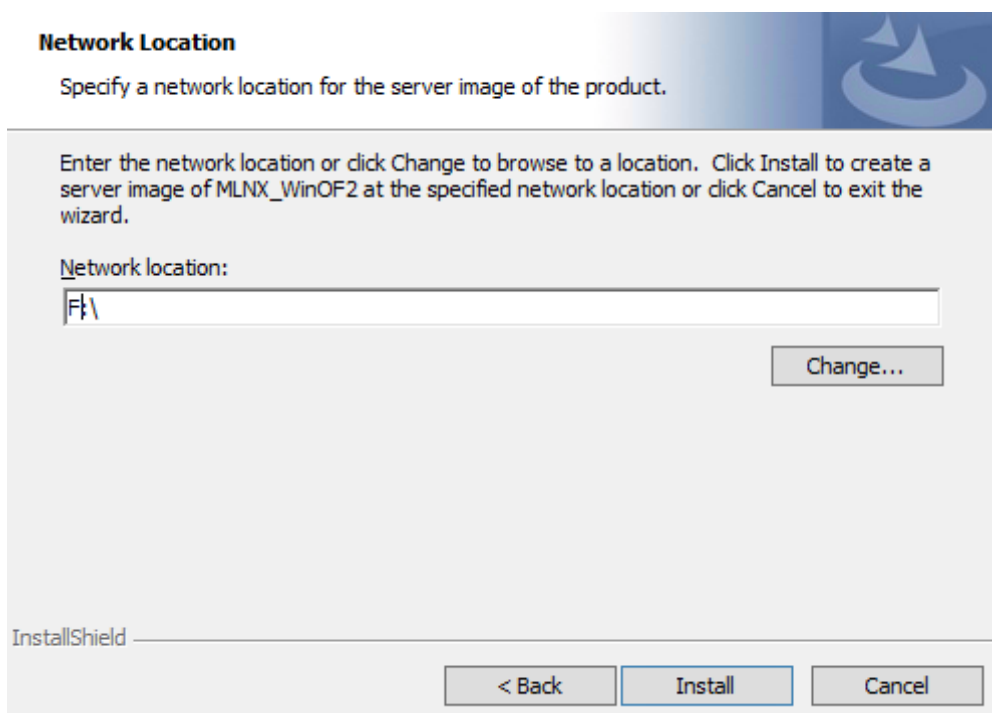 Network Location
Specify a network location for the server image of the product.
Enter the network location or click Change to browse to a location. Click Install to create a
server image of MLNX_WinOF2 at the specified network location or click Cancel to exit the
wizard.
Network location:
F:\
Change...
InstallShield
< Back Install Cancel